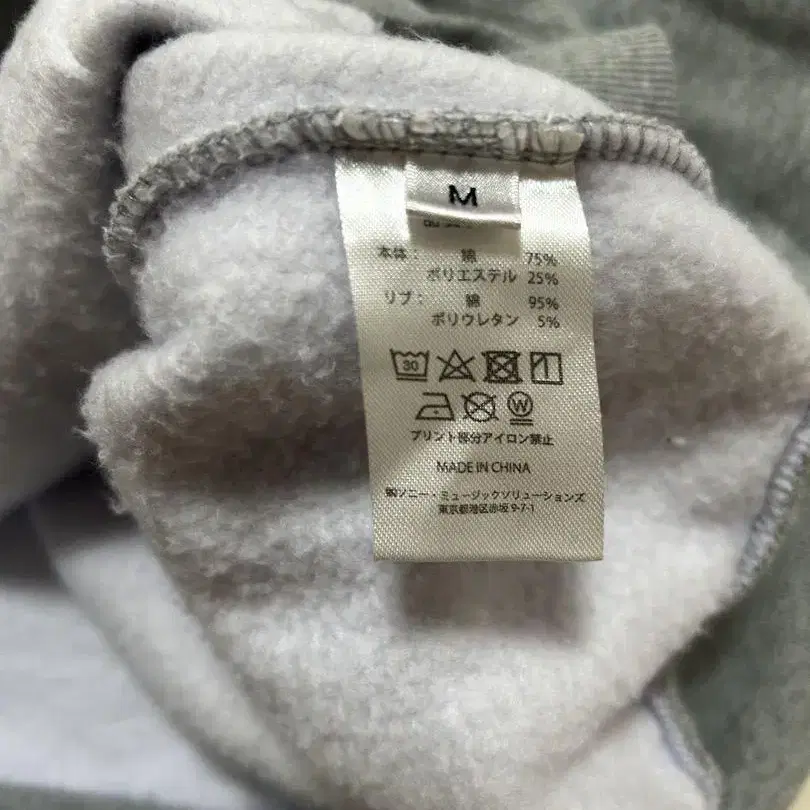 M
本体: 綿 75%
ポリエステル 25%
リブ: 綿 95%
ポリウレタン 5%
30
W
プリント部分アイロン禁止
MADE IN CHINA
㈱ソニー・ミュージックソリューションズ
東京都港区赤坂 9-7-1